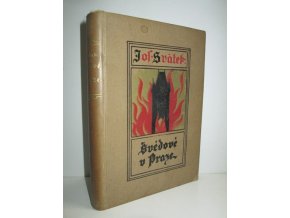 Jos. Svátek
Švédové
v Praze